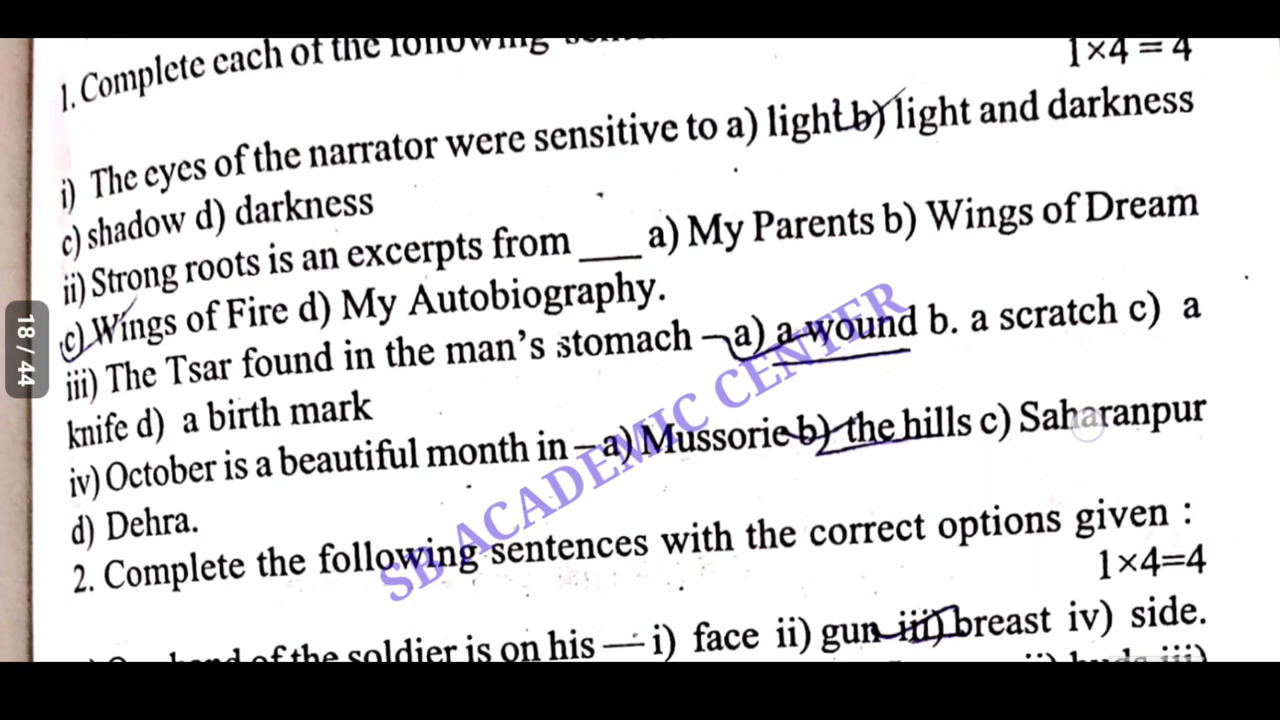 1. Complete each of the following
1×4 = 4
i) The eyes of the narrator were sensitive to a) light b) light and darkness
c) shadow d) darkness
ii) Strong roots is an excerpts from ___ a) My Parents b) Wings of Dream
c) Wings of Fire d) My Autobiography.
iii) The Tsar found in the man's stomach – a) a wound b. a scratch c) a
knife d) a birth mark
iv) October is a beautiful month in – a) Mussorie b) the hills c) Saharanpur
d) Dehra.
2. Complete the following sentences with the correct options given :
1×4=4
of the soldier is on his — i) face ii) gun iii) breast iv) side.
SB ACADEMIC CENTER
18 / 44